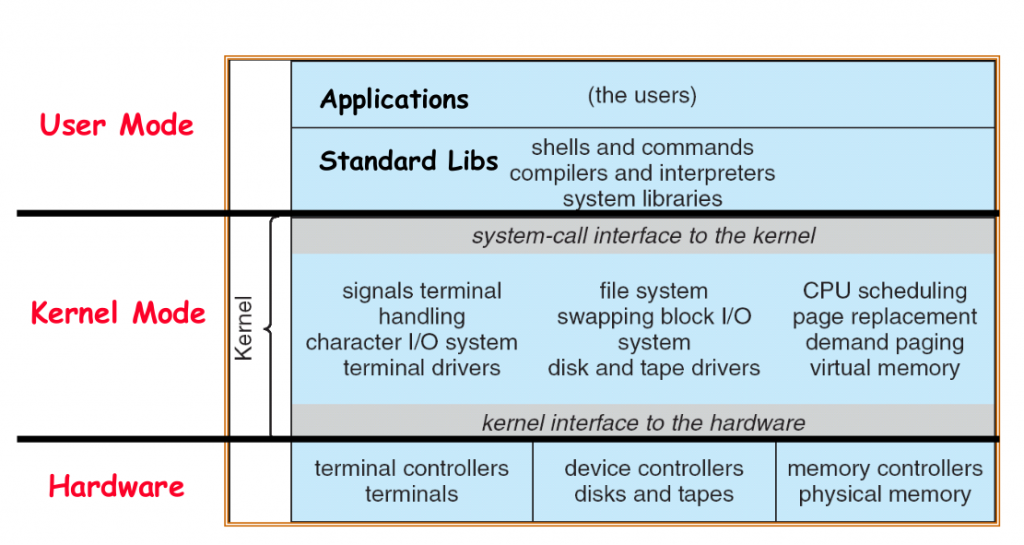 User Mode
Applications (the users)
Standard Libs shells and commands
compilers and interpreters
system libraries
Kernel Mode
Kernel
system-call interface to the kernel
signals terminal
handling
character I/O system
terminal drivers
file system
swapping block I/O
system
disk and tape drivers
CPU scheduling
page replacement
demand paging
virtual memory
kernel interface to the hardware
Hardware
terminal controllers
terminals
device controllers
disks and tapes
memory controllers
physical memory